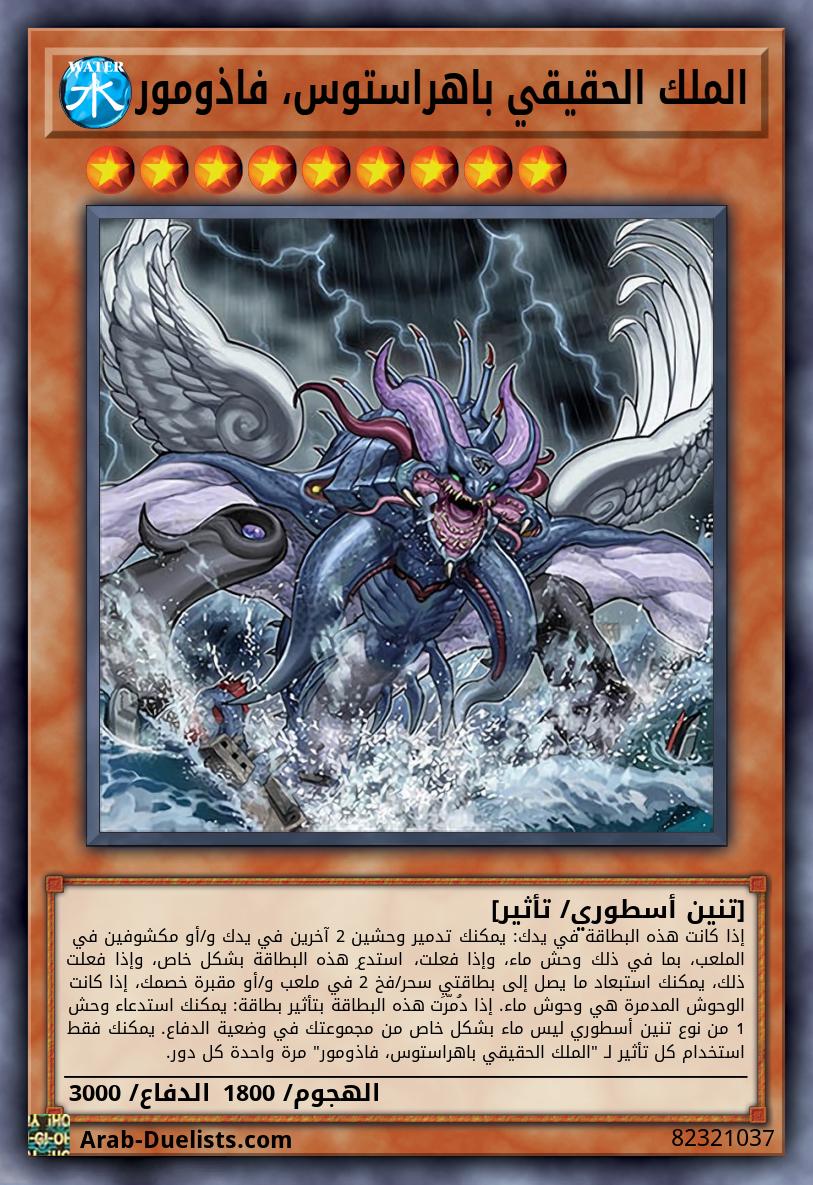 الملك الحقيقي باهراستوس، فاذومور
WATER
水
[تنين أسطوري/ تأثير]
إذا كانت هذه البطاقة في يدك: يمكنك تدمير وحشين 2 آخرين في يدك و/أو مكشوفين في
الملعب، بما في ذلك وحش ماء، وإذا فعلت، استدعِ هذه البطاقة بشكل خاص، وإذا فعلت
ذلك، يمكنك استبعاد ما يصل إلى بطاقتي سحر/فخ 2 في ملعب و/أو مقبرة خصمك، إذا كانت
الوحوش المدمرة هي وحوش ماء. إذا دُمّرت هذه البطاقة بتأثير بطاقة: يمكنك استدعاء وحش
1 من نوع تنين أسطوري ليس ماء بشكل خاص من مجموعتك في وضعية الدفاع. يمكنك فقط
استخدام كل تأثير لـ "الملك الحقيقي باهراستوس، فاذومور" مرة واحدة كل دور.
الهجوم/ 1800 الدفاع/ 3000
Arab-Duelists.com
82321037